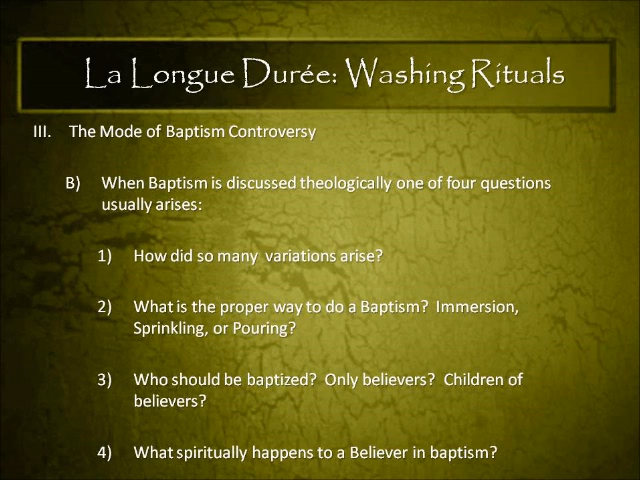 La Longue Durée: Washing Rituals
III. The Mode of Baptism Controversy
B) When Baptism is discussed theologically one of four questions
usually arises:
1) How did so many variations arise?
2) What is the proper way to do a Baptism? Immersion,
Sprinkling, or Pouring?
3) Who should be baptized? Only believers? Children of
believers?
4) What spiritually happens to a Believer in baptism?